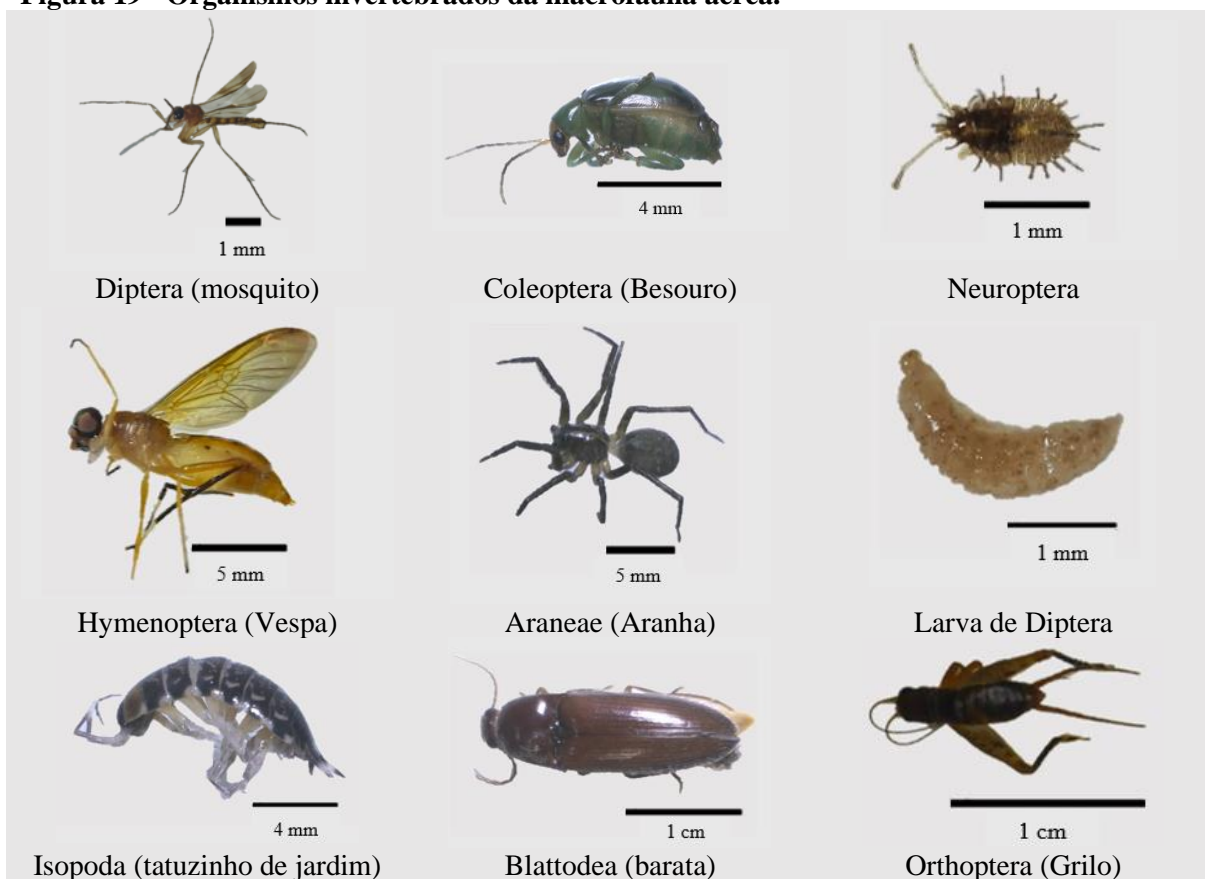 Figura 19 - Organismos invertebrados da macrofauna aérea.
1 mm
4 mm
1 mm
Diptera (mosquito)
Coleoptera (Besouro)
Neuroptera
5 mm
5 mm
1 mm
Hymenoptera (Vespa)
Araneae (Aranha)
Larva de Diptera
4 mm
1 cm
1 cm
Isopoda (tatuzinho de jardim)
Blattodea (barata)
Orthoptera (Grilo)